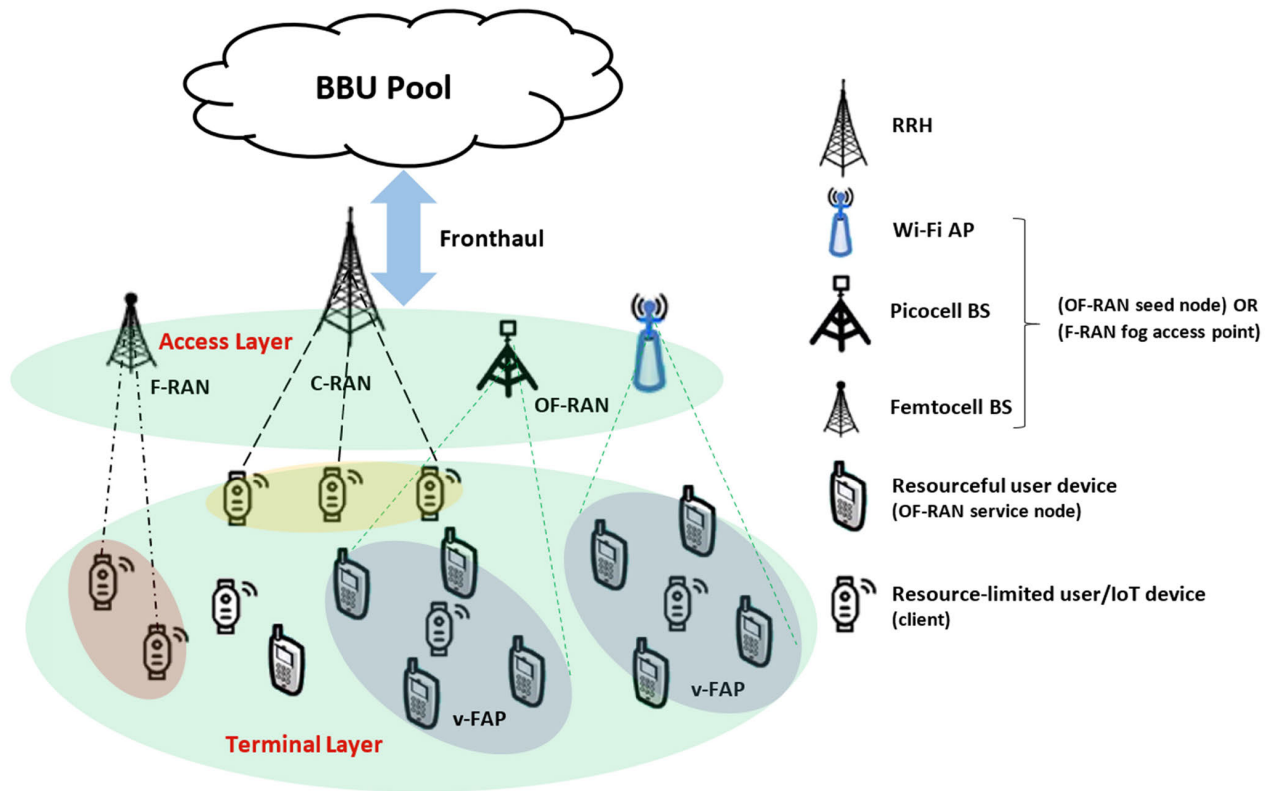 BBU Pool
Fronthaul
Access Layer
F-RAN
C-RAN
OF-RAN
v-FAP
v-FAP
Terminal Layer
RRH
Wi-Fi AP
Picocell BS
Femtocell BS
(OF-RAN seed node) OR
(F-RAN fog access point)
Resourceful user device
(OF-RAN service node)
Resource-limited user/IoT device
(client)